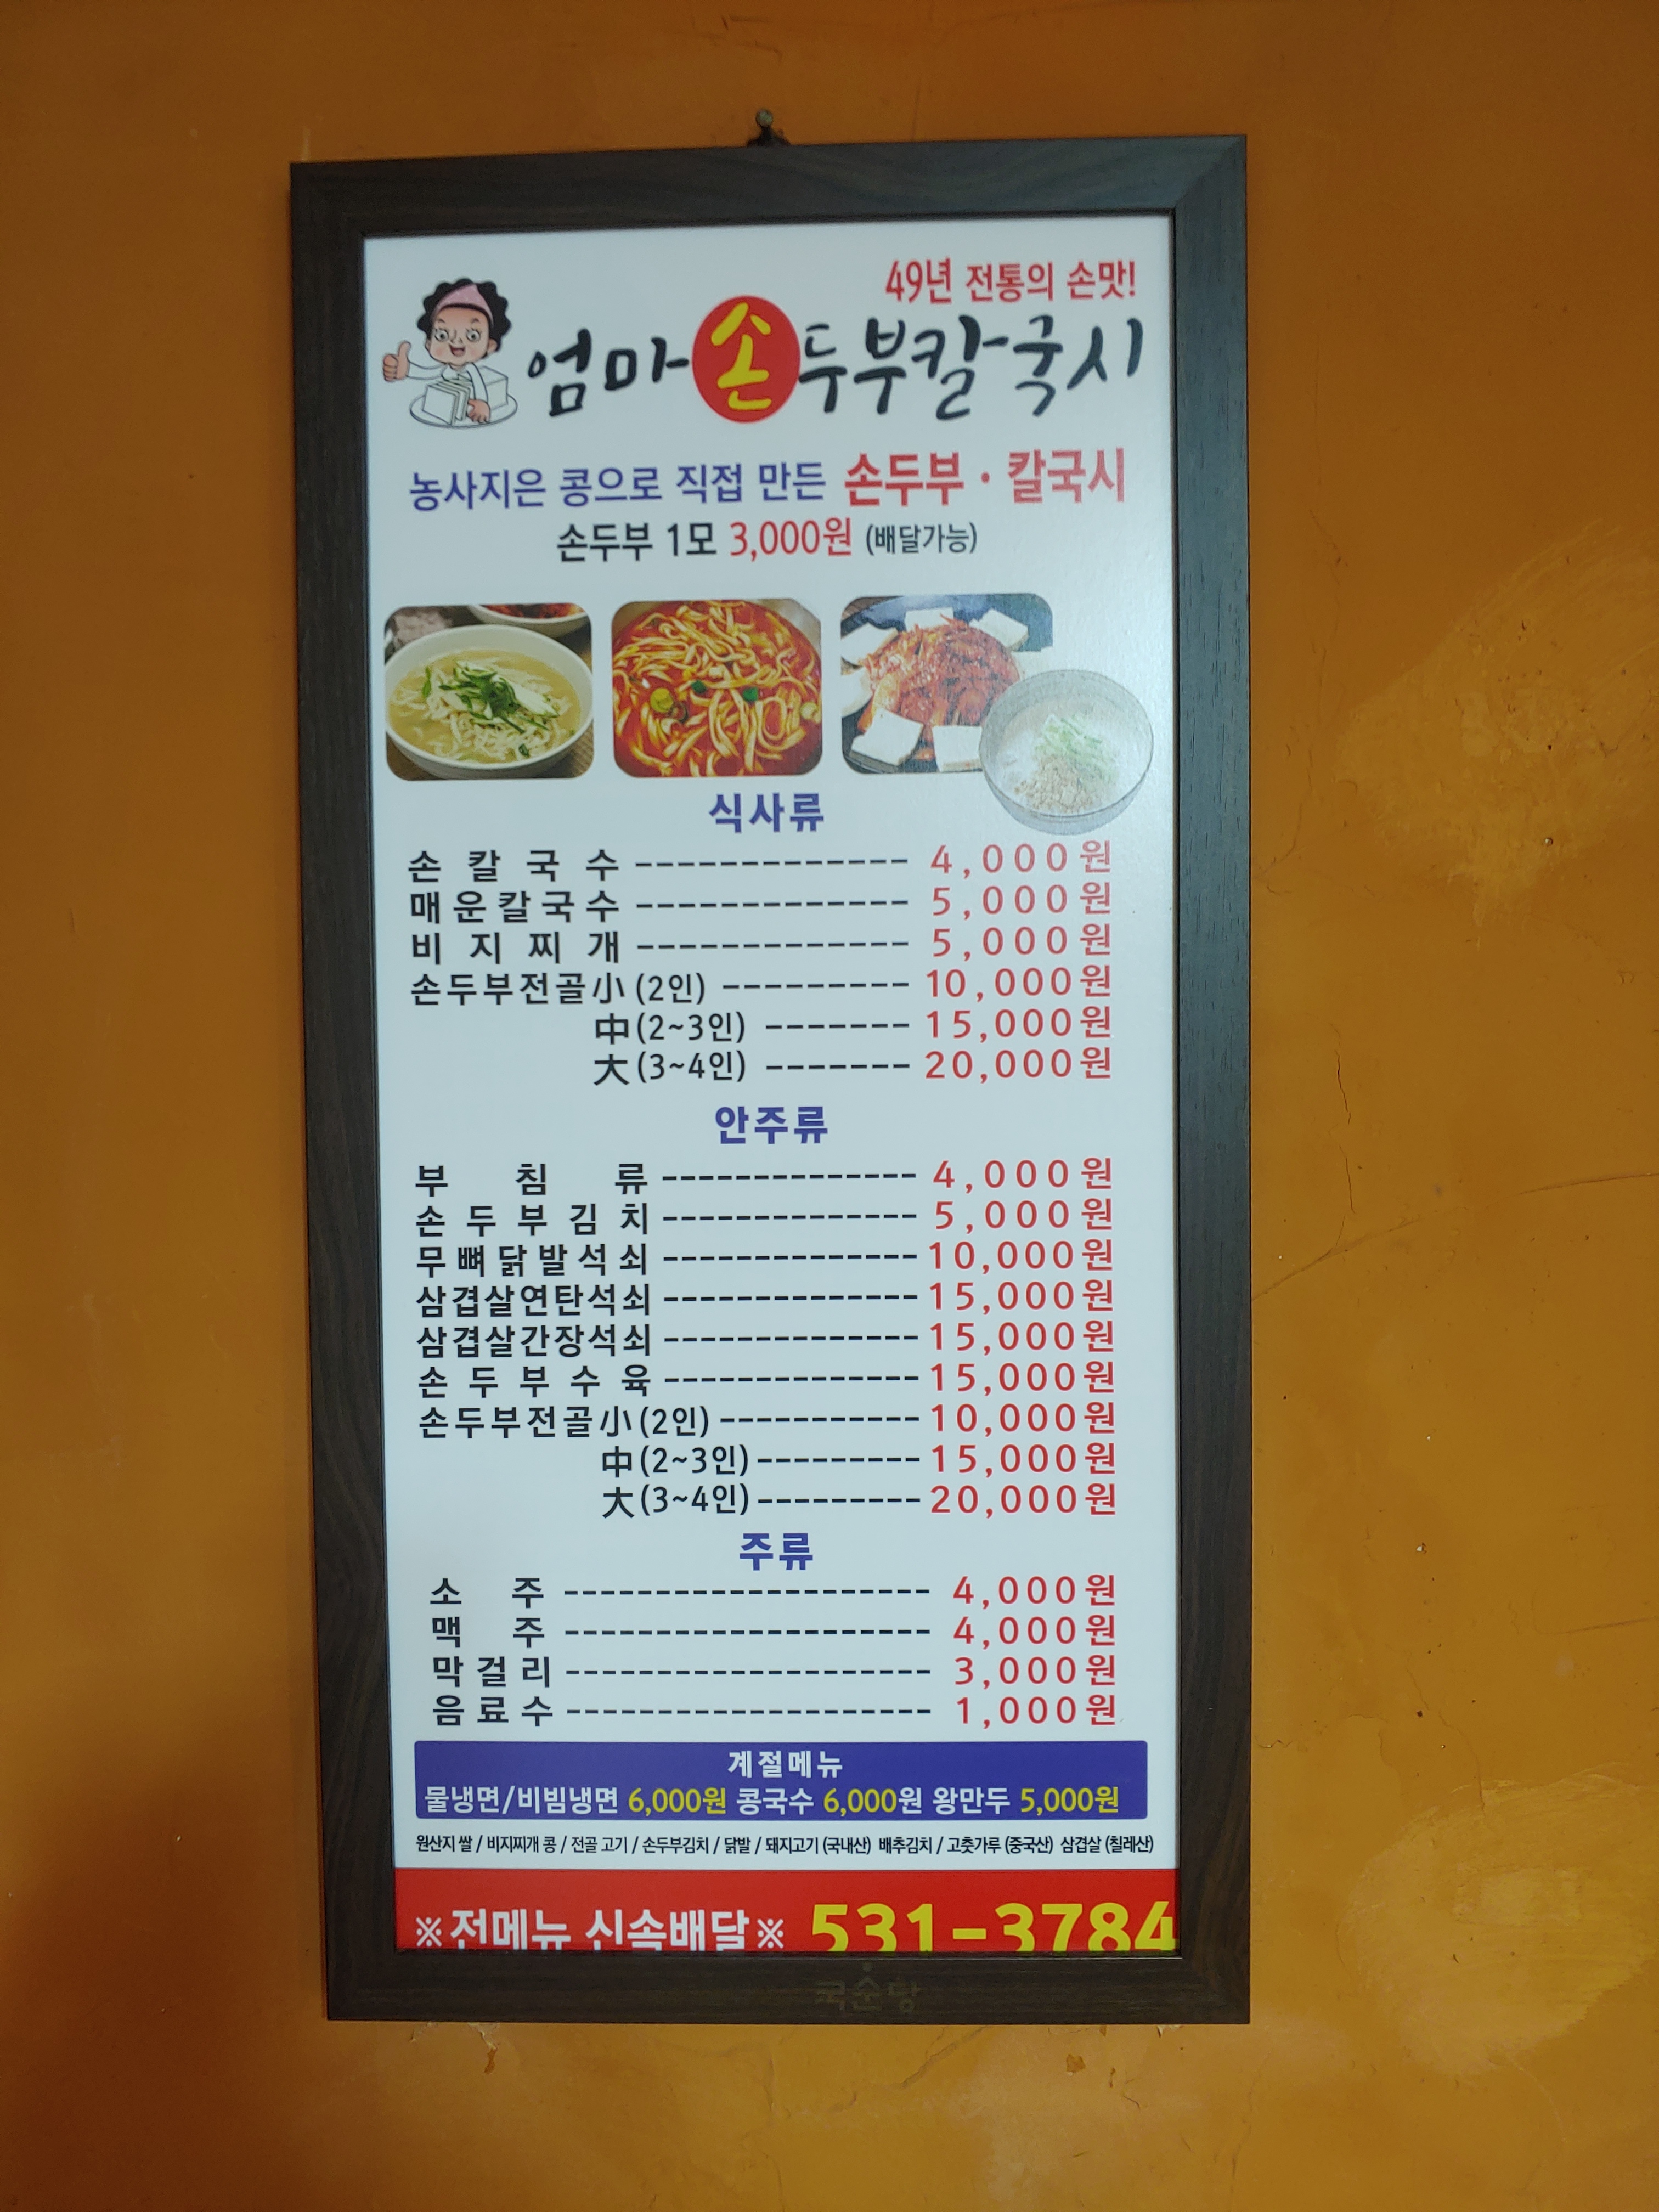 49년 전통의 손맛!
엄마손두부칼국시
농사지은 콩으로 직접 만든 손두부·칼국시
손두부 1모 3,000원 (배달가능)
식사류
손칼국수 ------------- 4,000원
매운칼국수 ------------- 5,000원
비지찌개 ------------- 5,000원
손두부전골小(2인) --------- 10,000원
中(2~3인) ------- 15,000원
大(3~4인) ------- 20,000원
안주류
부침류 -------------- 4,000원
손두부김치 -------------- 5,000원
무뼈닭발석쇠 -------------- 10,000원
삼겹살연탄석쇠 -------------- 15,000원
삼겹살간장석쇠 -------------- 15,000원
손두부수육 -------------- 15,000원
손두부전골小(2인) ----------- 10,000원
中(2~3인) --------- 15,000원
大(3~4인) --------- 20,000원
주류
소주 -------------------- 4,000원
맥주 -------------------- 4,000원
막걸리 -------------------- 3,000원
음료수 -------------------- 1,000원
계절메뉴
물냉면/비빔냉면 6,000원 콩국수 6,000원 왕만두 5,000원
원산지 쌀 / 비지찌개 콩 / 전골 고기 / 손두부김치 / 닭발 / 돼지고기 (국내산) 배추김치 / 고춧가루 (중국산) 삼겹살 (칠레산)
※전메뉴 신속배달※ 531-3784
국순당